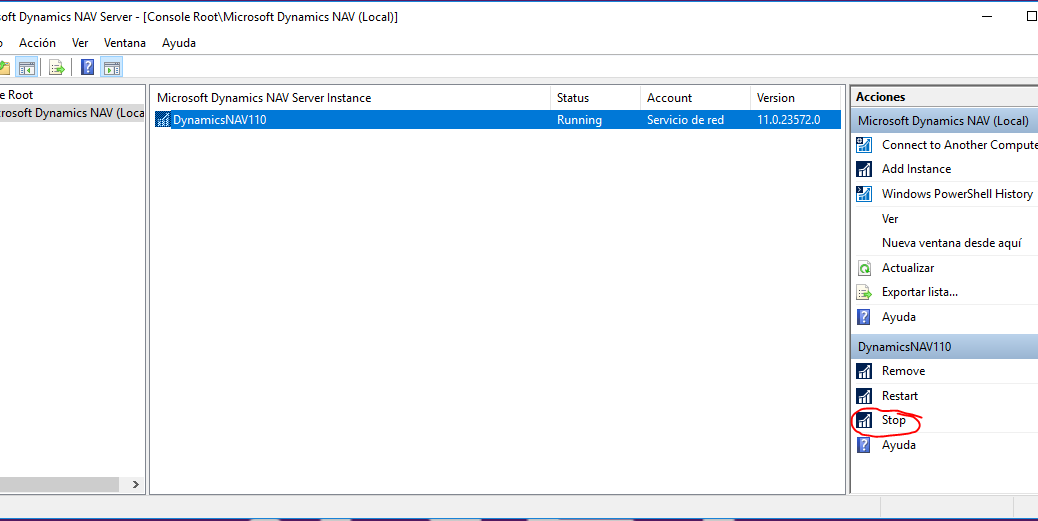 oft Dynamics NAV Server - [Console Root\Microsoft Dynamics NAV (Local)]
o Acción Ver Ventana Ayuda
e Root
crosoft Dynamics NAV (Loca
Microsoft Dynamics NAV Server Instance Status Account Version
DynamicsNAV110 Running Servicio de red 11.0.23572.0
Acciones
Microsoft Dynamics NAV (Local)
Connect to Another Compute
Add Instance
Windows PowerShell History
Ver
Nueva ventana desde aquí
Actualizar
Exportar lista...
Ayuda
DynamicsNAV110
Remove
Restart
Stop
Ayuda